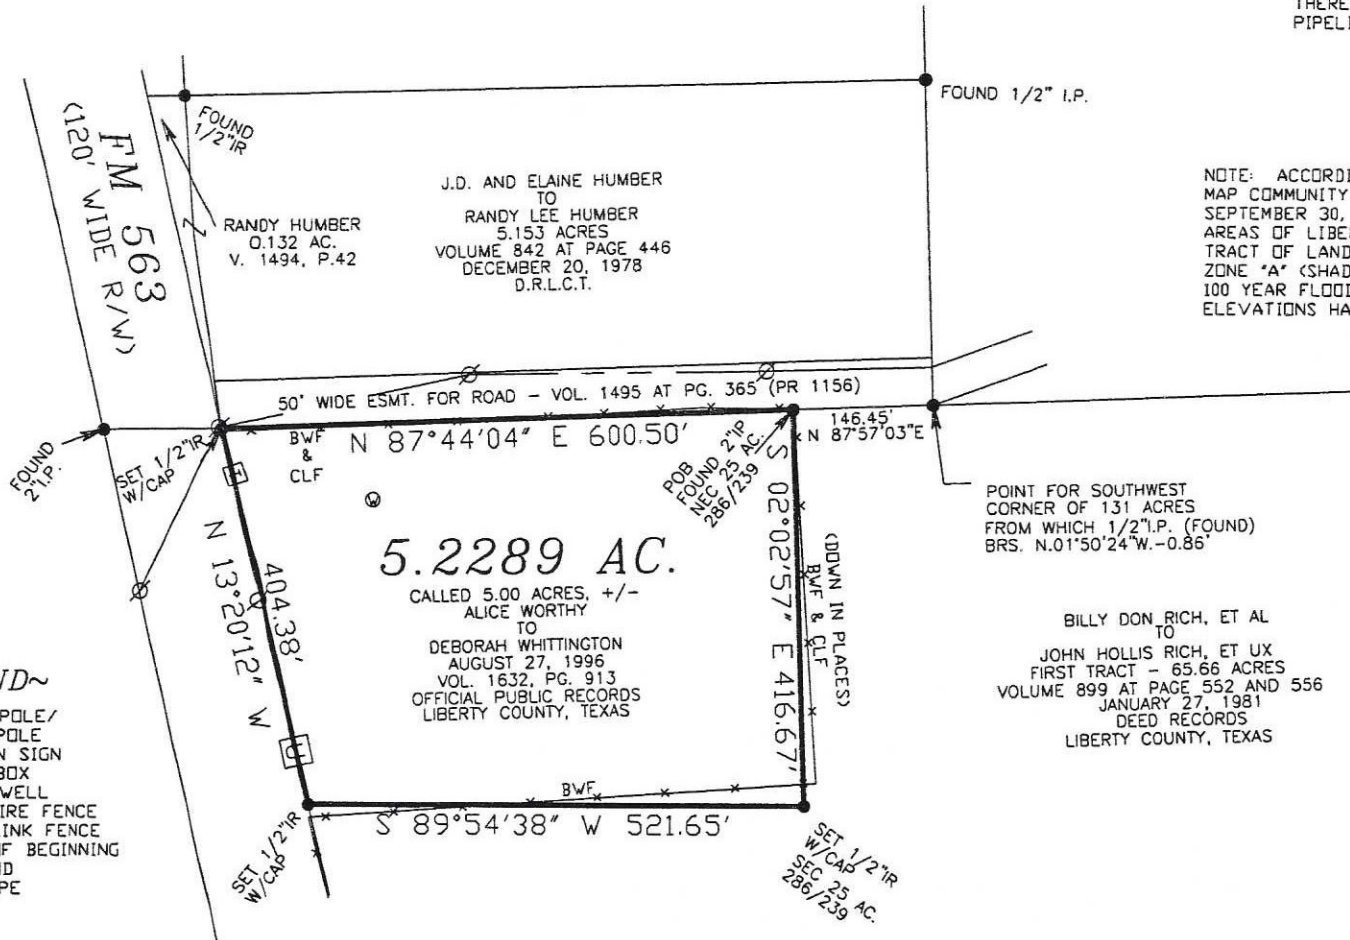 THERE
PIPELI
FOUND 1/2" I.P.
FOUND
1/2"IR
FM 563
(120' WIDE R/W)
J.D. AND ELAINE HUMBER
TO
RANDY LEE HUMBER
5.153 ACRES
VOLUME 842 AT PAGE 446
DECEMBER 20, 1978
D.R.L.C.T.
RANDY HUMBER
0.132 AC.
V. 1494, P.42
NOTE: ACCORDI
MAP COMMUNITY
SEPTEMBER 30,
AREAS OF LIBE
TRACT OF LAND
ZONE "A" (SHAD
100 YEAR FLOOD
ELEVATIONS HA
50' WIDE ESMT. FOR ROAD - VOL. 1495 AT PG. 365 (PR 1156)
146.45'
N 87°57'03"E
N 87°44'04" E 600.50'
BWF
&
CLF
FOUND
2"I.P.
SET 1/2"IR
W/CAP
POB
FOUND 2"IP
NEC 25 AC.
286/239
POINT FOR SOUTHWEST
CORNER OF 131 ACRES
FROM WHICH 1/2"I.P. (FOUND)
BRS. N.01°50'24"W.-0.86'
W
N 13°20'12" W
404.38'
5.2289 AC.
CALLED 5.00 ACRES, +/-
ALICE WORTHY
TO
DEBORAH WHITTINGTON
AUGUST 27, 1996
VOL. 1632, PG. 913
OFFICIAL PUBLIC RECORDS
LIBERTY COUNTY, TEXAS
S 02°02'57" E 416.67'
BWF & CLF
(DOWN IN PLACES)
BILLY DON RICH, ET AL
TO
JOHN HOLLIS RICH, ET UX
FIRST TRACT - 65.66 ACRES
VOLUME 899 AT PAGE 552 AND 556
JANUARY 27, 1981
DEED RECORDS
LIBERTY COUNTY, TEXAS
ND~
POLE/
POLE
N SIGN
BOX
WELL
IRE FENCE
INK FENCE
F BEGINNING
D
PE
BWF
S 89°54'38" W 521.65'
SET 1/2"IR
W/CAP
SET 1/2"IR
W/CAP
SEC 25 AC.
286/239